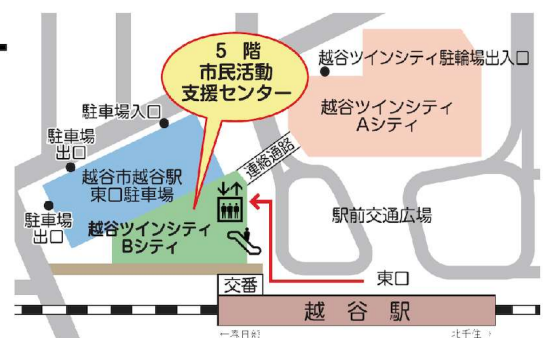 5 階
市民活動
支援センター
越谷ツインシティ駐輪場出入口
越谷ツインシティ
Aシティ
駐車場入口
駐車場
出口
連絡通路
越谷市越谷駅
東口駐車場
駐車場
出口
越谷ツインシティ
Bシティ
駅前交通広場
東口
交番
越谷駅
←春日部
北千住→